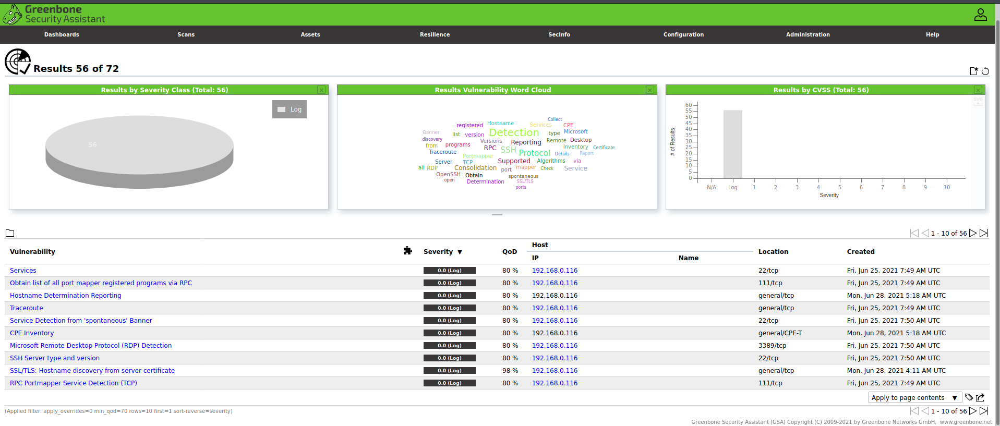 Greenbone
Security Assistant
Dashboards Scans Assets Resilience SecInfo Configuration Administration Help
Results 56 of 72
Results by Severity Class (Total: 56)
Log
56
Results Vulnerability Word Cloud
Collect
registered Hostname Services CPE
Banner list version Detection type Microsoft
discovery Versions Reporting Remote Desktop
from programs RPC SSH Protocol Inventory Certificate
Traceroute Portmapper Details Report
Server TCP Supported Algorithms via
all RDP Consolidation port mapper Check Service
OpenSSH Obtain spontaneous
open Determination SSL/TLS
ports
Results by CVSS (Total: 56)
SVG
60
55
50
45
40
35
30
25
20
15
10
5
0
# of Results
N/A Log 1 2 3 4 5 6 7 8 9 10
Severity
1 - 10 of 56
Vulnerability Severity ▼ QoD Host Location Created
IP Name
Services 0.0 (Log) 80 % 192.168.0.116 22/tcp Fri, Jun 25, 2021 7:49 AM UTC
Obtain list of all port mapper registered programs via RPC 0.0 (Log) 80 % 192.168.0.116 111/tcp Fri, Jun 25, 2021 7:49 AM UTC
Hostname Determination Reporting 0.0 (Log) 80 % 192.168.0.116 general/tcp Mon, Jun 28, 2021 5:18 AM UTC
Traceroute 0.0 (Log) 80 % 192.168.0.116 general/tcp Fri, Jun 25, 2021 7:49 AM UTC
Service Detection from 'spontaneous' Banner 0.0 (Log) 80 % 192.168.0.116 22/tcp Fri, Jun 25, 2021 7:50 AM UTC
CPE Inventory 0.0 (Log) 80 % 192.168.0.116 general/CPE-T Mon, Jun 28, 2021 5:18 AM UTC
Microsoft Remote Desktop Protocol (RDP) Detection 0.0 (Log) 80 % 192.168.0.116 3389/tcp Fri, Jun 25, 2021 7:50 AM UTC
SSH Server type and version 0.0 (Log) 80 % 192.168.0.116 22/tcp Fri, Jun 25, 2021 7:50 AM UTC
SSL/TLS: Hostname discovery from server certificate 0.0 (Log) 98 % 192.168.0.116 general/tcp Mon, Jun 28, 2021 4:11 AM UTC
RPC Portmapper Service Detection (TCP) 0.0 (Log) 80 % 192.168.0.116 111/tcp Fri, Jun 25, 2021 7:49 AM UTC
Apply to page contents ▼
(Applied filter: apply_overrides=0 min_qod=70 rows=10 first=1 sort-reverse=severity)
1 - 10 of 56
Greenbone Security Assistant (GSA) Copyright (C) 2009-2021 by Greenbone Networks GmbH, www.greenbone.net